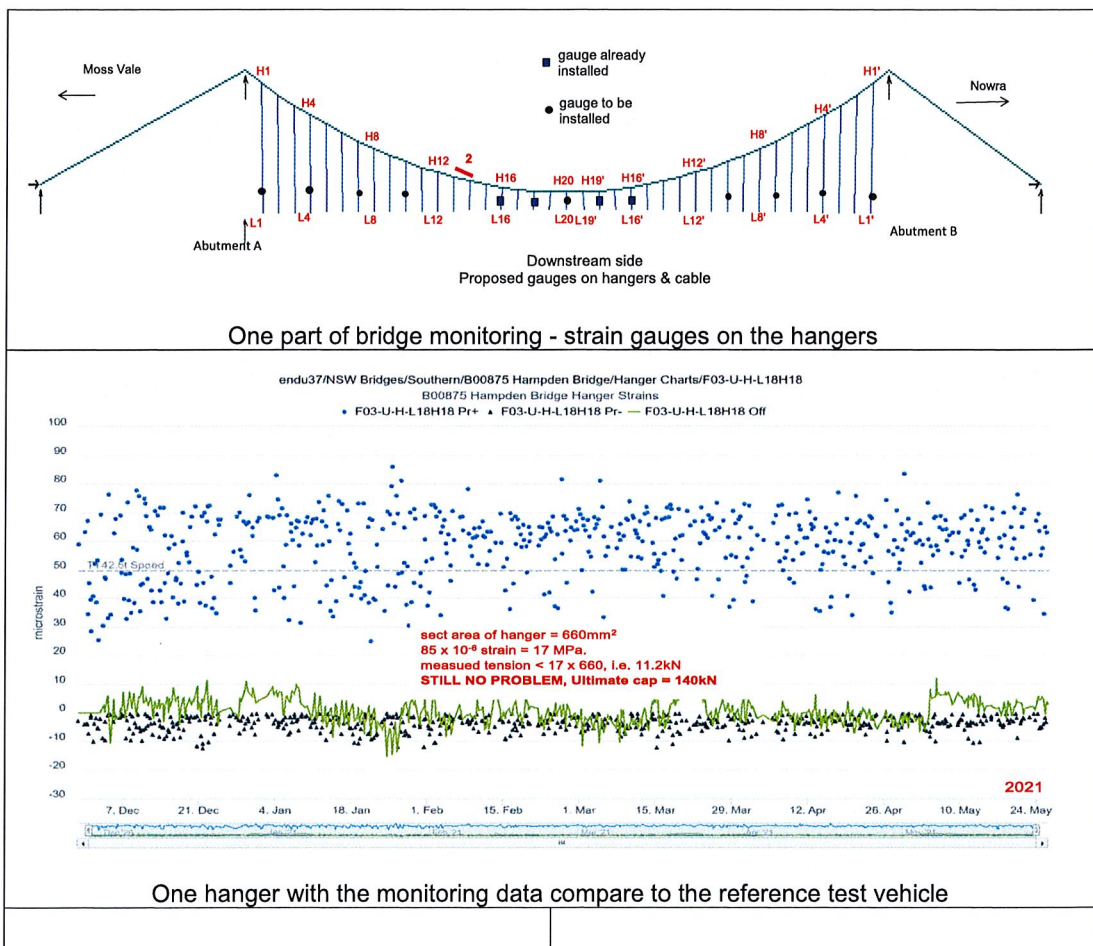 Moss Vale
H1
gauge already
installed
H1'
H4
gauge to be
installed
H4'
Nowra
H8
H8'
H12
2
H16
H20
H19'
H16'
H12'
L1
L4
L8
L12
L16
L20
L19'
L16'
L12'
L8'
L4'
L1'
Abutment A
Abutment B
Downstream side
Proposed gauges on hangers & cable
One part of bridge monitoring - strain gauges on the hangers
endu37/NSW Bridges/Southern/B00875 Hampden Bridge/Hanger Charts/F03-U-H-L18H18
B00875 Hampden Bridge Hanger Strains
F03-U-H-L18H18 Pr+ F03-U-H-L18H18 Pr- F03-U-H-L18H18 Off
100
90
80
70
60
50
40
30
20
10
0
-10
-20
-30
microstrain
42.5t Speed
sect area of hanger = 660mm²
85 x 10⁻⁶ strain = 17 MPa.
measued tension < 17 x 660, i.e. 11.2kN
STILL NO PROBLEM, Ultimate cap = 140kN
2021
7. Dec 21. Dec 4. Jan 18. Jan 1. Feb 15. Feb 1. Mar 15. Mar 29. Mar 12. Apr 26. Apr 10. May 24. May
One hanger with the monitoring data compare to the reference test vehicle